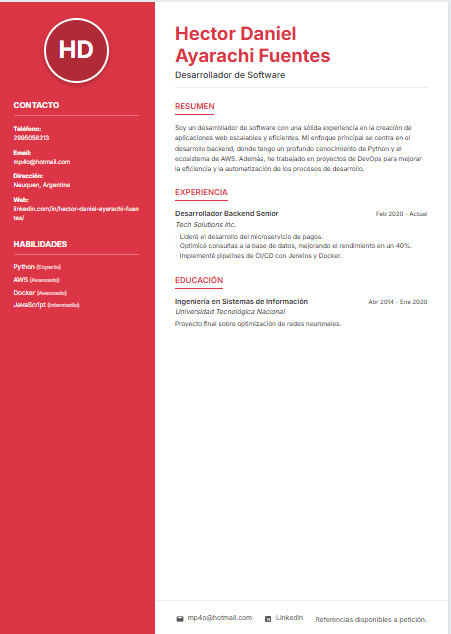 HD
CONTACTO
Teléfono:
2995058213
Email:
mp4o@hotmail.com
Dirección:
Neuquen, Argentina
Web:
linkedin.com/in/hector-daniel-ayarachi-fuen
tes/
HABILIDADES
Python (Experto)
AWS (Avanzado)
Docker (Avanzado)
JavaScript (Intermedio)
Hector Daniel
Ayarachi Fuentes
Desarrollador de Software
RESUMEN
Soy un desarrollador de software con una sólida experiencia en la creación de
aplicaciones web escalables y eficientes. Mi enfoque principal se centra en el
desarrollo backend, donde tengo un profundo conocimiento de Python y el
ecosistema de AWS. Además, he trabajado en proyectos de DevOps para mejorar
la eficiencia y la automatización de los procesos de desarrollo.
EXPERIENCIA
Desarrollador Backend Senior Feb 2020 - Actual
Tech Solutions Inc.
· Lideré el desarrollo del microservicio de pagos.
· Optimicé consultas a la base de datos, mejorando el rendimiento en un 40%.
· Implementé pipelines de CI/CD con Jenkins y Docker.
EDUCACIÓN
Ingeniería en Sistemas de Información Abr 2014 - Ene 2020
Universidad Tecnológica Nacional
Proyecto final sobre optimización de redes neuronales.
mp4o@hotmail.com LinkedIn Referencias disponibles a petición.